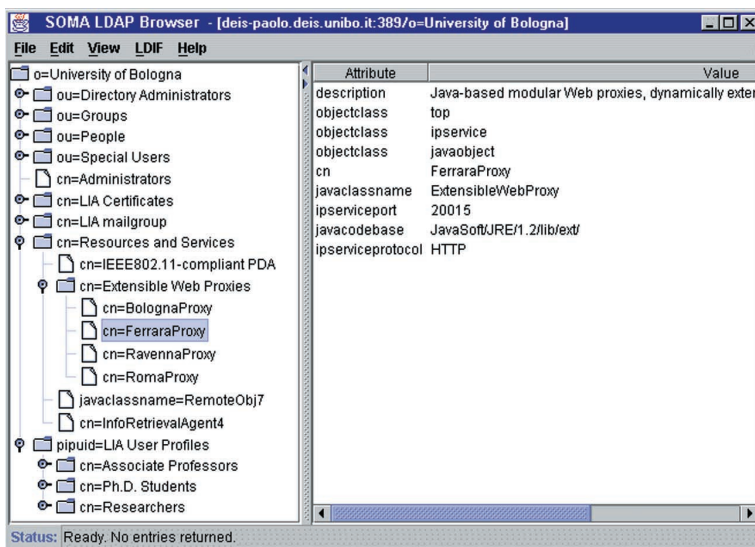 SOMA LDAP Browser - [deis-paolo.deis.unibo.it:389/o=University of Bologna]
File Edit View LDIF Help
o=University of Bologna
ou=Directory Administrators
ou=Groups
ou=People
ou=Special Users
cn=Administrators
cn=LIA Certificates
cn=LIA mailgroup
cn=Resources and Services
cn=IEEE802.11-compliant PDA
cn=Extensible Web Proxies
cn=BolognaProxy
cn=FerraraProxy
cn=RavennaProxy
cn=RomaProxy
javaclassname=RemoteObj7
cn=InfoRetrievalAgent4
pipuid=LIA User Profiles
cn=Associate Professors
cn=Ph.D. Students
cn=Researchers
Attribute Value
description Java-based modular Web proxies, dynamically exter
objectclass top
objectclass ipservice
objectclass javaobject
cn FerraraProxy
javaclassname ExtensibleWebProxy
ipserviceport 20015
javacodebase JavaSoft/JRE/1.2/lib/ext/
ipserviceprotocol HTTP
Status: Ready. No entries returned.